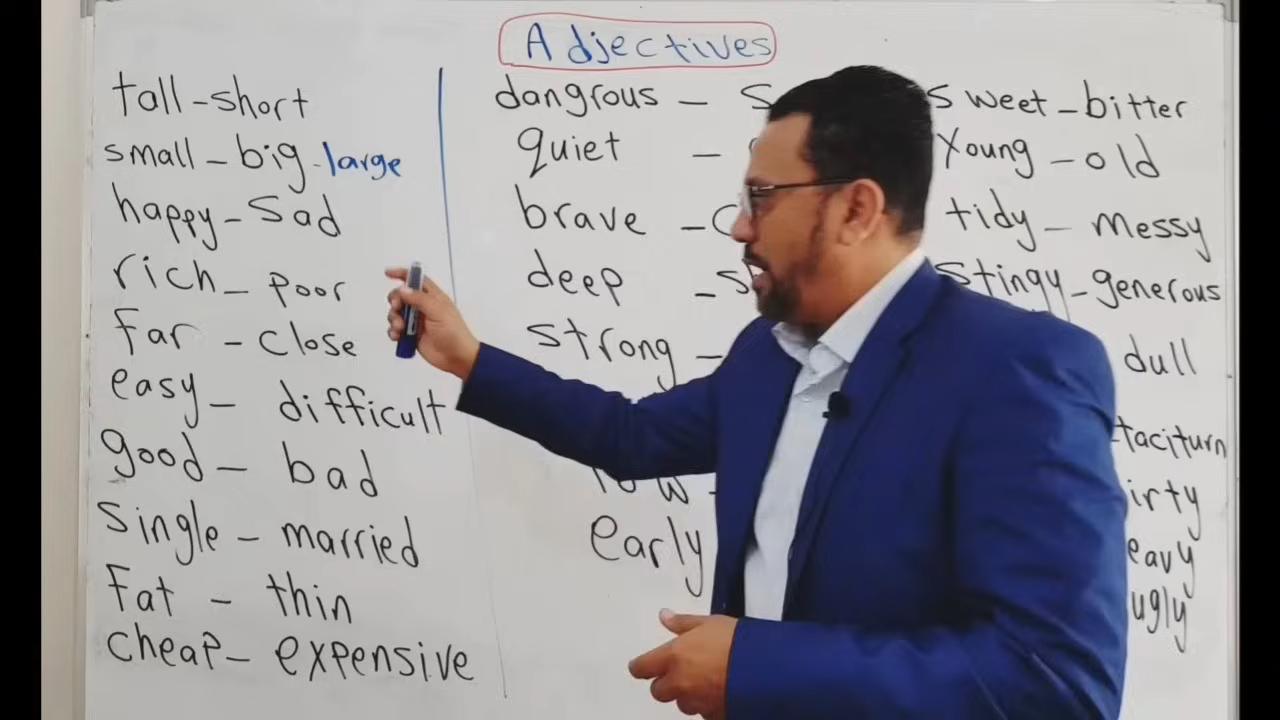 Adjectives
tall - short
small - big - large
happy - Sad
rich - poor
far - close
easy - difficult
good - bad
Single - married
Fat - thin
cheap - expensive
dangrous -
quiet -
brave -
deep -
strong -
early
sweet - bitter
Young - old
tidy - messy
stingy - generous
dull
taciturn
ugly